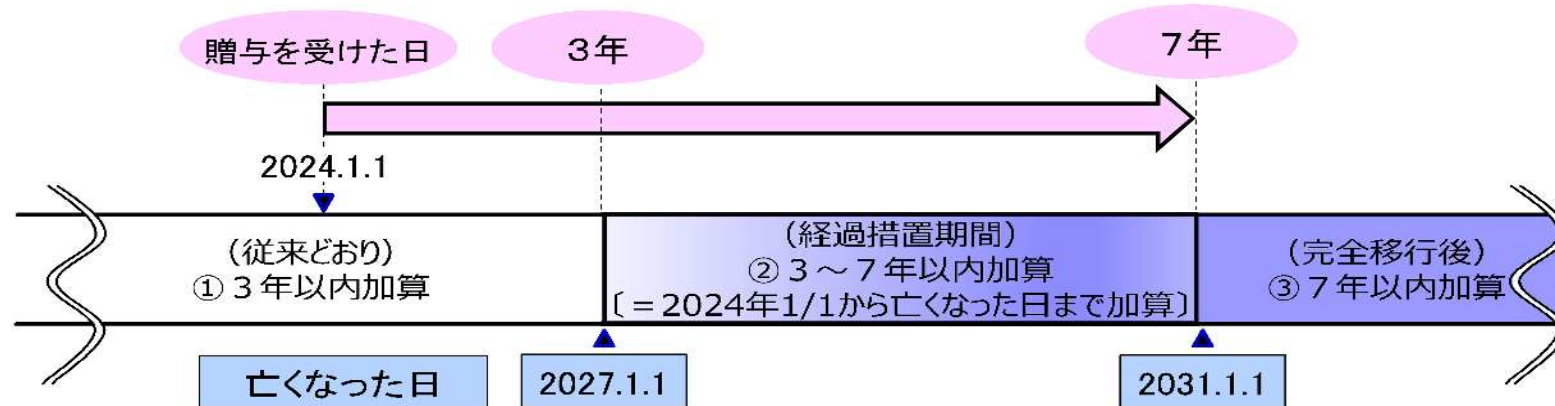 贈与を受けた日
3年
7年
2024.1.1
(従来どおり)
①3年以内加算
(経過措置期間)
②3～7年以内加算
〔=2024年1/1から亡くなった日まで加算〕
(完全移行後)
③7年以内加算
亡くなった日
2027.1.1
2031.1.1